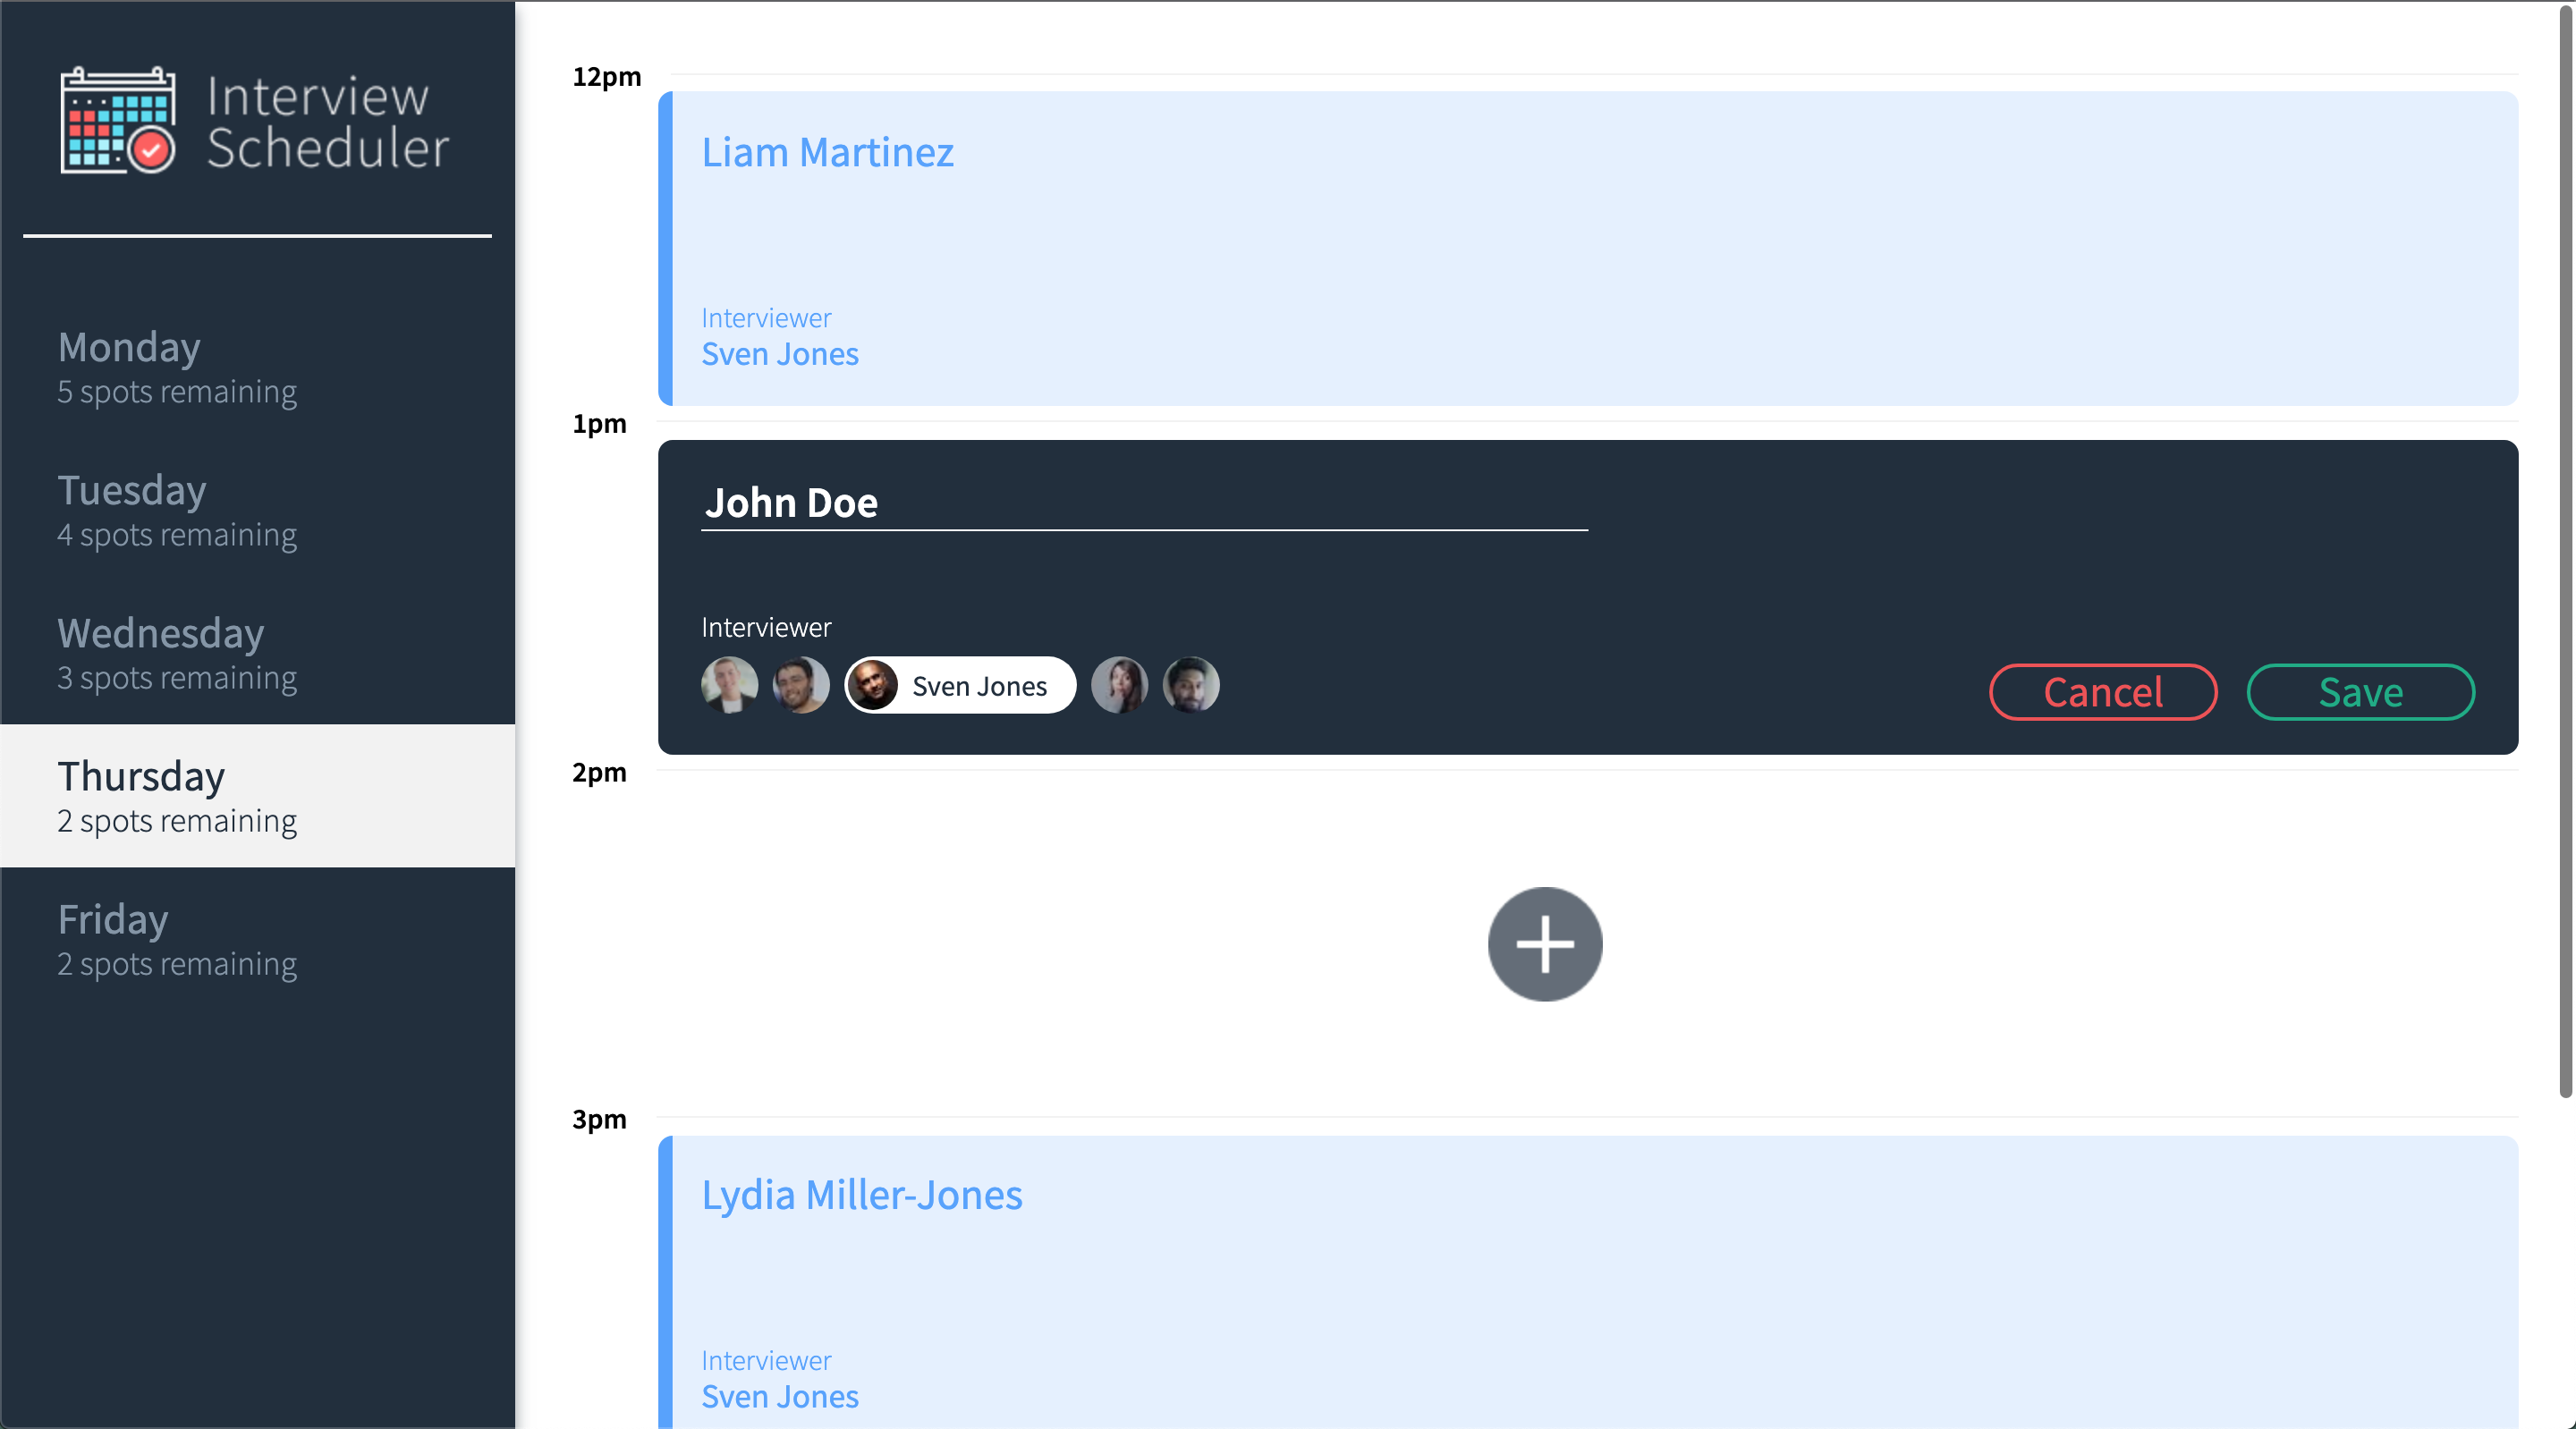 Interview
Scheduler
Monday
5 spots remaining
Tuesday
4 spots remaining
Wednesday
3 spots remaining
Thursday
2 spots remaining
Friday
2 spots remaining
12pm
Liam Martinez
Interviewer
Sven Jones
1pm
John Doe
Interviewer
Sven Jones
Cancel
Save
2pm
3pm
Lydia Miller-Jones
Interviewer
Sven Jones